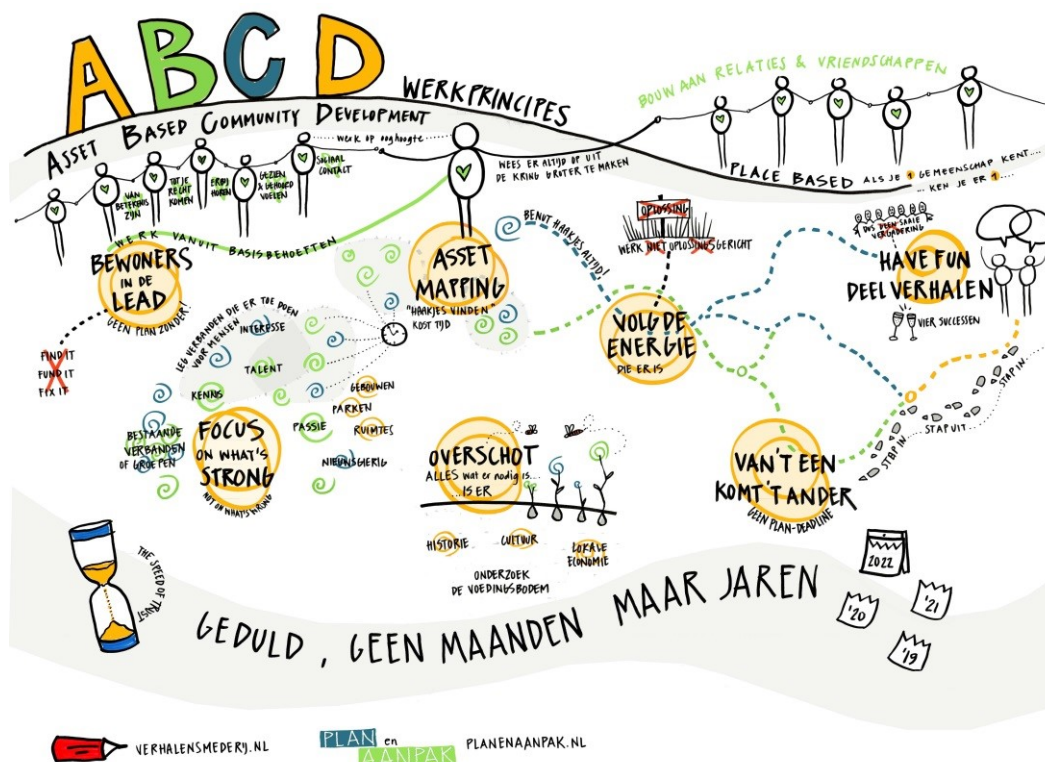 ABCD
WERKPRINCIPES
ASSET BASED COMMUNITY DEVELOPMENT
BOUW AAN RELATIES & VRIENDSCHAPPEN
werk op ooghoogte
WEES ER ALTIJD OP UIT
DE KRING GROTER TE MAKEN
PLACE BASED
ALS JE 1 GEMEENSCHAP KENT....
... KEN JE ER 1....
VAN
BETEKENIS
ZIJN
TOT JE
RECHT
KOMEN
ERBIJ
HOREN
GEZIEN
& GEHOORD
VOELEN
SOCIAAL
CONTACT
WERK VANUIT BASISBEHOEFTEN
BEWONERS
IN DE
LEAD
GEEN PLAN ZONDER!
FIND IT
FUND IT
FIX IT
ASSET
MAPPING
"HAAKJES VINDEN
KOST TIJD
BENUT HAAKJES ALTIJD!
OPLOSSING
WERK NIET OPLOSSINGSGERICHT
VOLG DE
ENERGIE
DIE ER IS
DUS GEEN SAAIE
VERGADERING
HAVE FUN
DEEL VERHALEN
VIER SUCCESSEN
LEG VERBANDEN DIE ER TOE DOEN
VOOR MENSEN
INTERESSE
TALENT
KENNIS
GEBOUWEN
PARKEN
RUIMTES
PASSIE
NIEUWSGIERIG
BESTAANDE
VERBANDEN
OF GROEPEN
FOCUS
ON WHAT'S
STRONG
NOT ON WHAT'S WRONG
OVERSCHOT
ALLES wat er nodig is...
...IS ER
HISTORIE
CULTUUR
LOKALE
ECONOMIE
ONDERZOEK
DE VOEDINGSBODEM
VAN'T EEN
KOMT 'T ANDER
GEEN PLAN-DEADLINE
STAP IN
STAP UIT
STAP IN
THE SPEED OF TRUST
GEDULD, GEEN MAANDEN MAAR JAREN
2022
'21
'20
'19
VERHALENSMEDERIJ.NL
PLAN en
AANPAK
PLANENAANPAK.NL